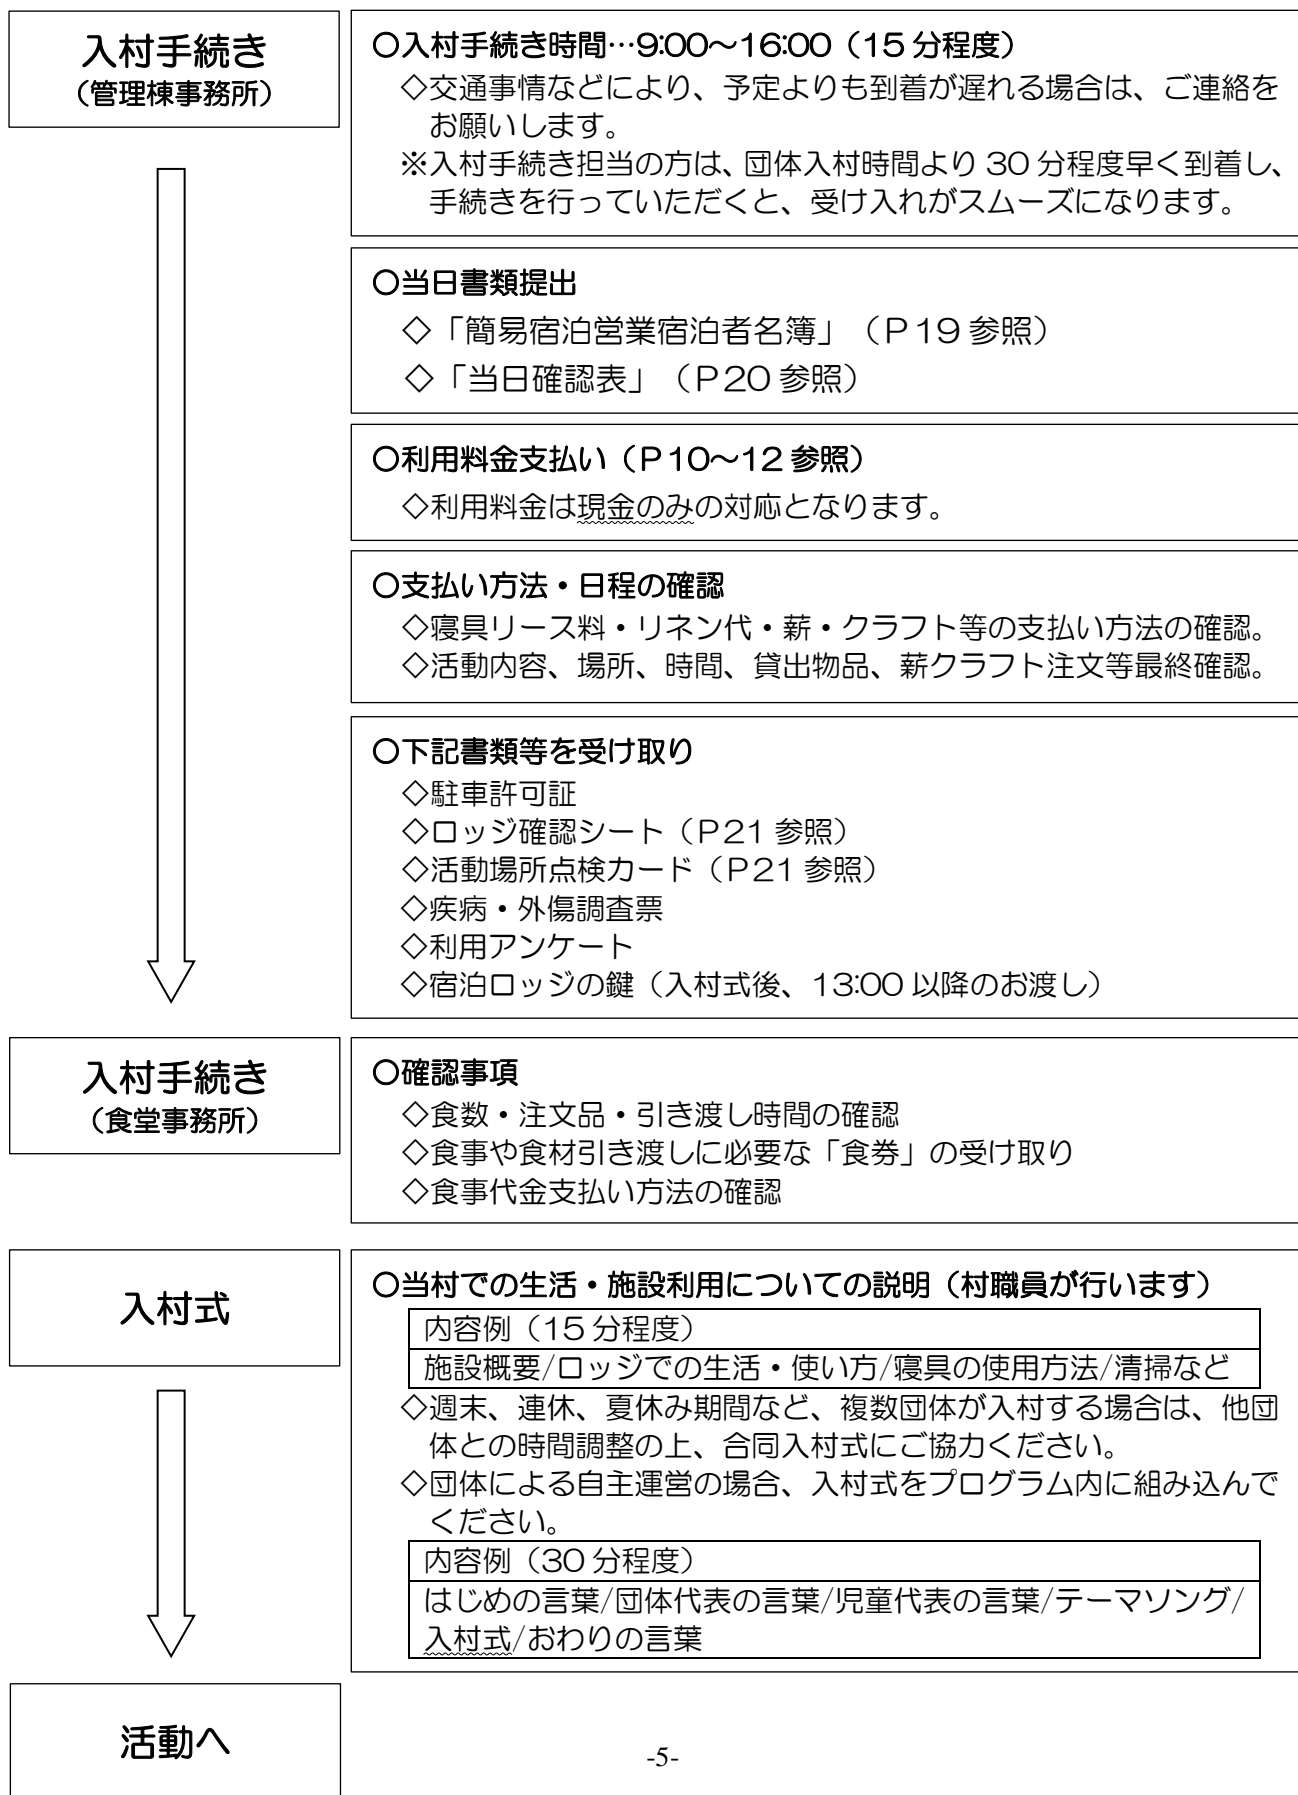 入村手続き
（管理棟事務所）
○入村手続き時間…9:00～16:00（15分程度）
◇交通事情などにより、予定よりも到着が遅れる場合は、ご連絡を
お願いします。
※入村手続き担当の方は、団体入村時間より30分程度早く到着し、
手続きを行っていただくと、受け入れがスムーズになります。
○当日書類提出
◇「簡易宿泊営業宿泊者名簿」（P19参照）
◇「当日確認表」（P20参照）
○利用料金支払い（P10～12参照）
◇利用料金は現金のみの対応となります。
○支払い方法・日程の確認
◇寝具リース料・リネン代・薪・クラフト等の支払い方法の確認。
◇活動内容、場所、時間、貸出物品、薪クラフト注文等最終確認。
○下記書類等を受け取り
◇駐車許可証
◇ロッジ確認シート（P21参照）
◇活動場所点検カード（P21参照）
◇疾病・外傷調査票
◇利用アンケート
◇宿泊ロッジの鍵（入村式後、13:00以降のお渡し）
入村手続き
（食堂事務所）
○確認事項
◇食数・注文品・引き渡し時間の確認
◇食事や食材引き渡しに必要な「食券」の受け取り
◇食事代金支払い方法の確認
入村式
○当村での生活・施設利用についての説明（村職員が行います）
内容例（15分程度）
施設概要/ロッジでの生活・使い方/寝具の使用方法/清掃など
◇週末、連休、夏休み期間など、複数団体が入村する場合は、他団
体との時間調整の上、合同入村式にご協力ください。
◇団体による自主運営の場合、入村式をプログラム内に組み込んで
ください。
内容例（30分程度）
はじめの言葉/団体代表の言葉/児童代表の言葉/テーマソング/
入村式/おわりの言葉
活動へ
-5-